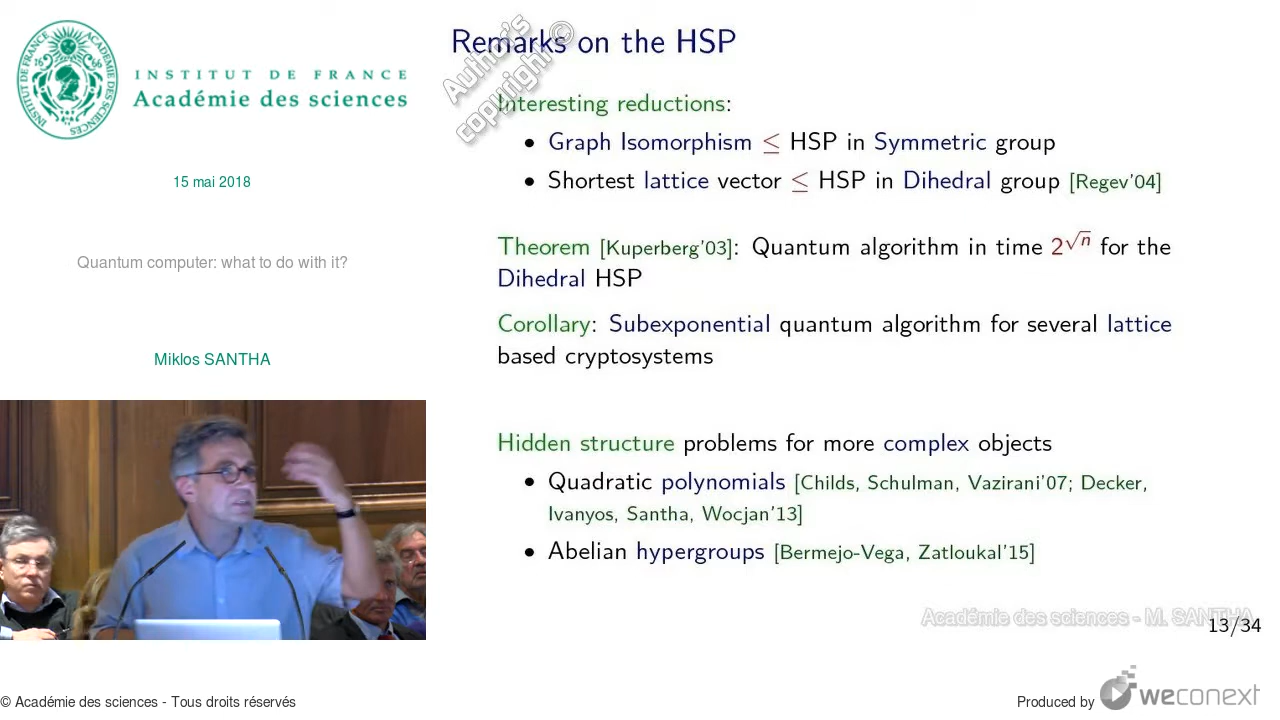 INSTITUT DE FRANCE
Académie des sciences
15 mai 2018
Quantum computer: what to do with it?
Miklos SANTHA
Remarks on the HSP
Author's ©
copyright
Interesting reductions:
• Graph Isomorphism ≤ HSP in Symmetric group
• Shortest lattice vector ≤ HSP in Dihedral group [Regev'04]
Theorem [Kuperberg'03]: Quantum algorithm in time 2^√n for the
Dihedral HSP
Corollary: Subexponential quantum algorithm for several lattice
based cryptosystems
Hidden structure problems for more complex objects
• Quadratic polynomials [Childs, Schulman, Vazirani'07; Decker,
Ivanyos, Santha, Wocjan'13]
• Abelian hypergroups [Bermejo-Vega, Zatloukal'15]
Académie des sciences - M. SANTHA
13/34
© Académie des sciences - Tous droits réservés
Produced by weconext